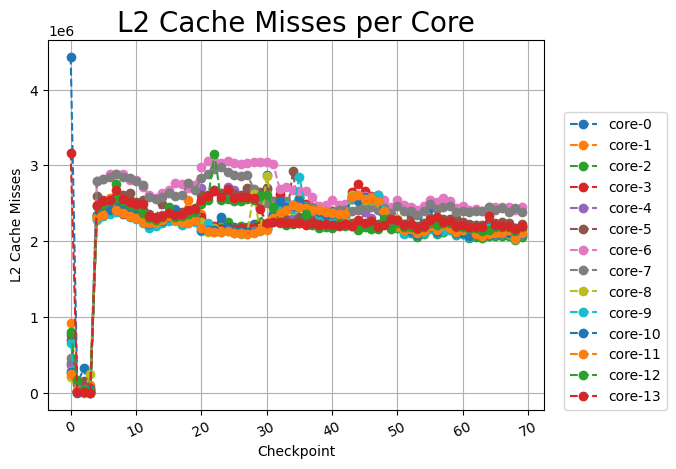 L2 Cache Misses per Core
1e6
4
3
2
1
0
L2 Cache Misses
0
10
20
30
40
50
60
70
Checkpoint
core-0
core-1
core-2
core-3
core-4
core-5
core-6
core-7
core-8
core-9
core-10
core-11
core-12
core-13